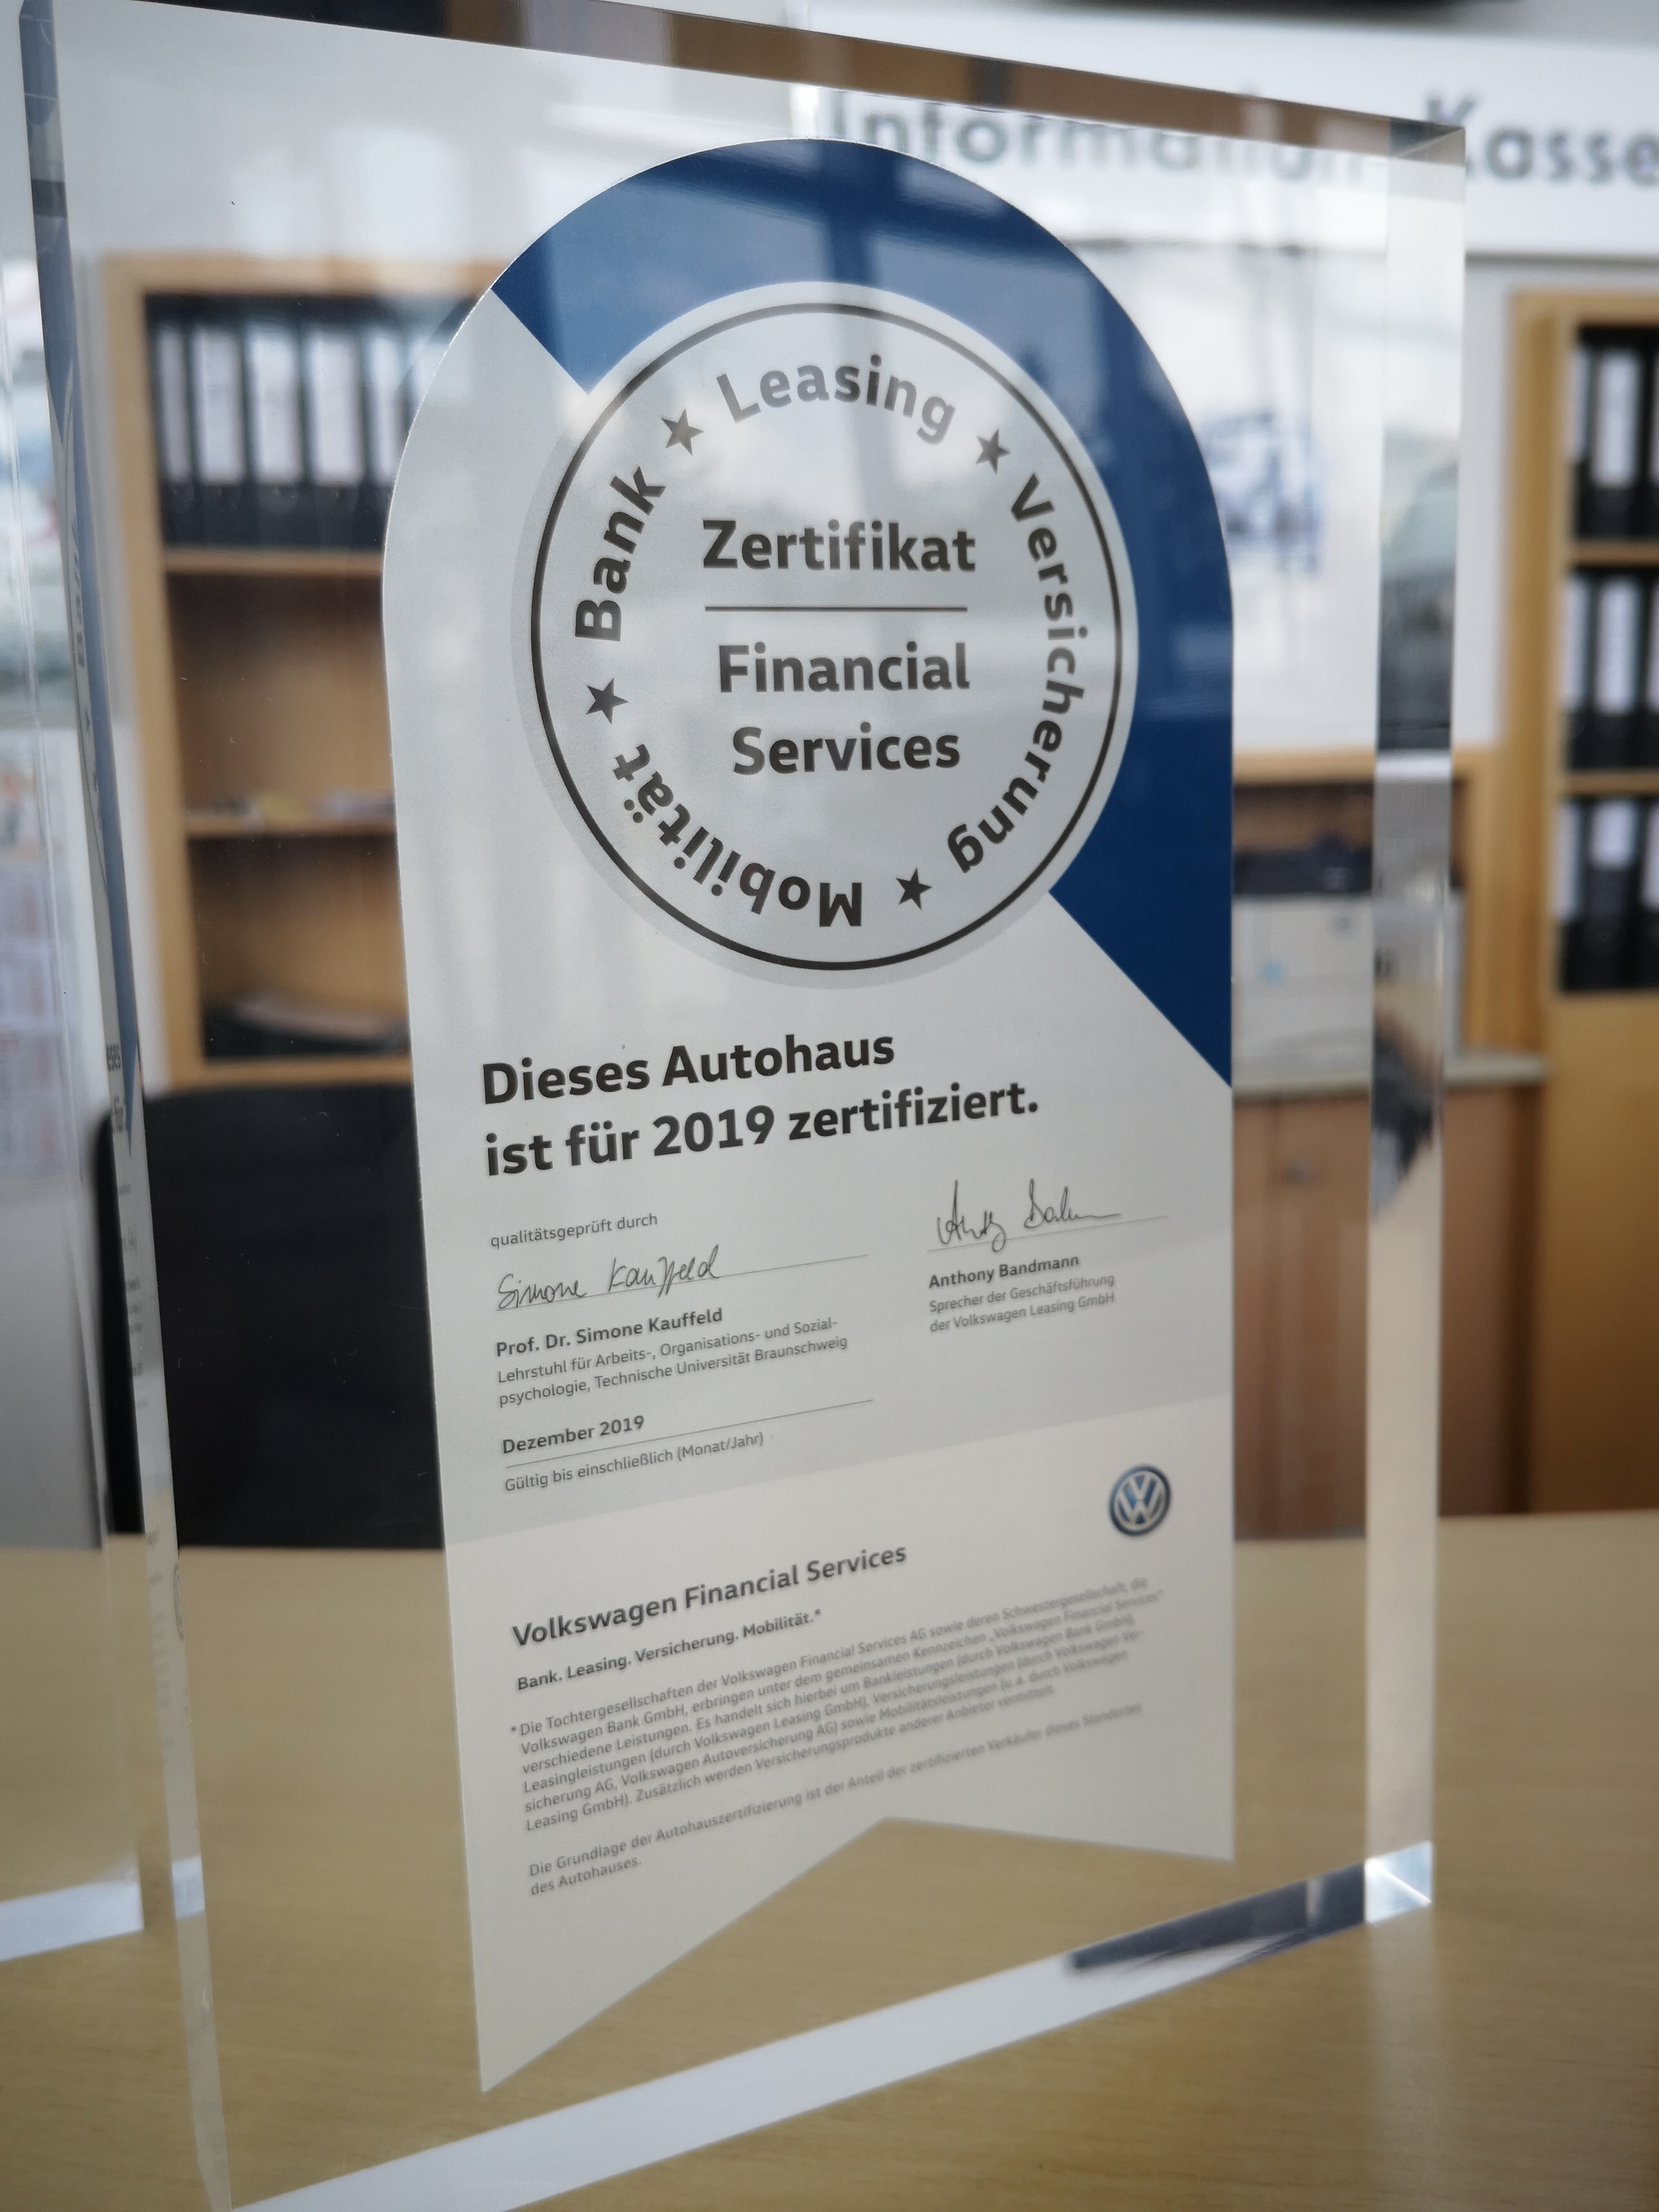 Information Kasse
Bank ★ Leasing ★ Versicherung ★ Mobilität ★
Zertifikat
Financial
Services
Dieses Autohaus
ist für 2019 zertifiziert.
qualitätsgeprüft durch
Simone Kauffeld
Prof. Dr. Simone Kauffeld
Lehrstuhl für Arbeits-, Organisations- und Sozial-
psychologie, Technische Universität Braunschweig
Anthony Bandmann
Sprecher der Geschäftsführung
der Volkswagen Leasing GmbH
Dezember 2019
Gültig bis einschließlich (Monat/Jahr)
Volkswagen Financial Services
Bank. Leasing. Versicherung. Mobilität.*
* Die Tochtergesellschaften der Volkswagen Financial Services AG sowie deren Schwestergesellschaft, die
Volkswagen Bank GmbH, erbringen unter dem gemeinsamen Kennzeichen „Volkswagen Financial Services"
verschiedene Leistungen. Es handelt sich hierbei um Bankleistungen (durch Volkswagen Bank GmbH),
Leasingleistungen (durch Volkswagen Leasing GmbH), Versicherungsleistungen (durch Volkswagen Ver-
sicherung AG, Volkswagen Autoversicherung AG) sowie Mobilitätsleistungen (u. a. durch Volkswagen
Leasing GmbH). Zusätzlich werden Versicherungsprodukte anderer Anbieter vermittelt.
Die Grundlage der Autohauszertifizierung ist der Anteil der zertifizierten Verkäufer dieses Standortes
des Autohauses.